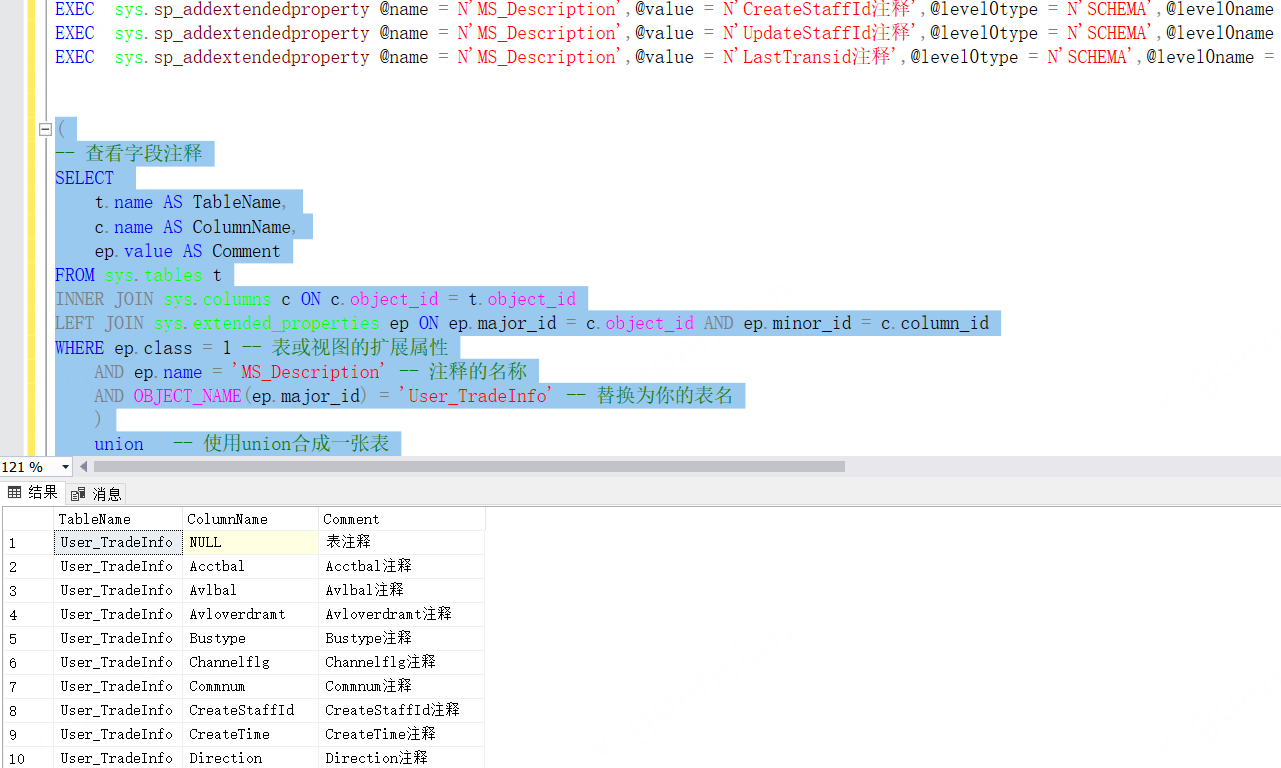 EXEC  sys.sp_addextendedproperty @name = N'MS_Description',@value = N'CreateStaffId注释',@level0type = N'SCHEMA',@level0name
EXEC  sys.sp_addextendedproperty @name = N'MS_Description',@value = N'UpdateStaffId注释',@level0type = N'SCHEMA',@level0name
EXEC  sys.sp_addextendedproperty @name = N'MS_Description',@value = N'LastTransid注释',@level0type = N'SCHEMA',@level0name =
(
-- 查看字段注释
SELECT
t.name AS TableName,
c.name AS ColumnName,
ep.value AS Comment
FROM sys.tables t
INNER JOIN sys.columns c ON c.object_id = t.object_id
LEFT JOIN sys.extended_properties ep ON ep.major_id = c.object_id AND ep.minor_id = c.column_id
WHERE ep.class = 1 -- 表或视图的扩展属性
AND ep.name = 'MS_Description' -- 注释的名称
AND OBJECT_NAME(ep.major_id) = 'User_TradeInfo' -- 替换为你的表名
)
union   -- 使用union合成一张表
121 %
结果 消息
TableName ColumnName Comment
1 User_TradeInfo NULL 表注释
2 User_TradeInfo Acctbal Acctbal注释
3 User_TradeInfo Avlbal Avlbal注释
4 User_TradeInfo Avloverdramt Avloverdramt注释
5 User_TradeInfo Bustype Bustype注释
6 User_TradeInfo Channelflg Channelflg注释
7 User_TradeInfo Commnum Commnum注释
8 User_TradeInfo CreateStaffId CreateStaffId注释
9 User_TradeInfo CreateTime CreateTime注释
10 User_TradeInfo Direction Direction注释